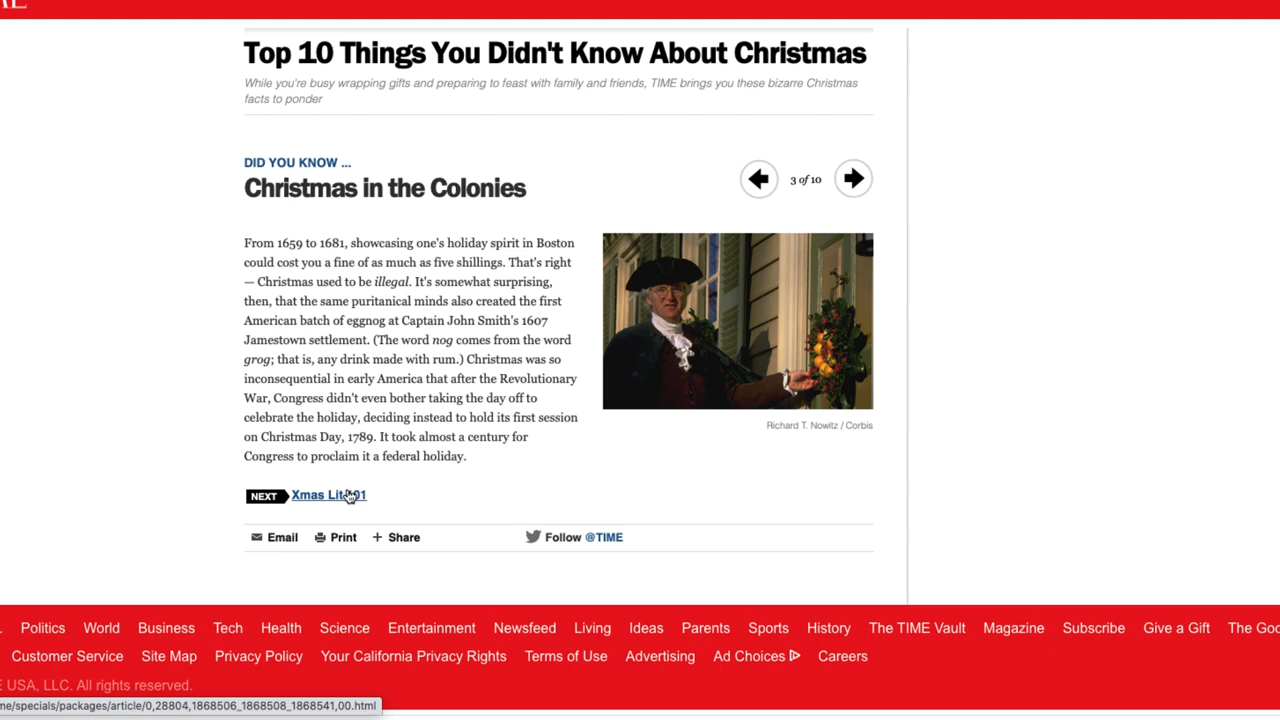 Top 10 Things You Didn't Know About Christmas
While you're busy wrapping gifts and preparing to feast with family and friends, TIME brings you these bizarre Christmas
facts to ponder
DID YOU KNOW ...
Christmas in the Colonies
3 of 10
From 1659 to 1681, showcasing one's holiday spirit in Boston
could cost you a fine of as much as five shillings. That's right
— Christmas used to be illegal. It's somewhat surprising,
then, that the same puritanical minds also created the first
American batch of eggnog at Captain John Smith's 1607
Jamestown settlement. (The word nog comes from the word
grog; that is, any drink made with rum.) Christmas was so
inconsequential in early America that after the Revolutionary
War, Congress didn't even bother taking the day off to
celebrate the holiday, deciding instead to hold its first session
on Christmas Day, 1789. It took almost a century for
Congress to proclaim it a federal holiday.
Richard T. Nowitz / Corbis
NEXT Xmas
Email Print + Share Follow @TIME
Politics World Business Tech Health Science Entertainment Newsfeed Living Ideas Parents Sports History The TIME Vault Magazine Subscribe Give a Gift The
Customer Service Site Map Privacy Policy Your California Privacy Rights Terms of Use Advertising Ad Choices Careers
USA, LLC. All rights reserved.
me/specials/packages/article/0,28804,1868506_1868508_1868541,00.html